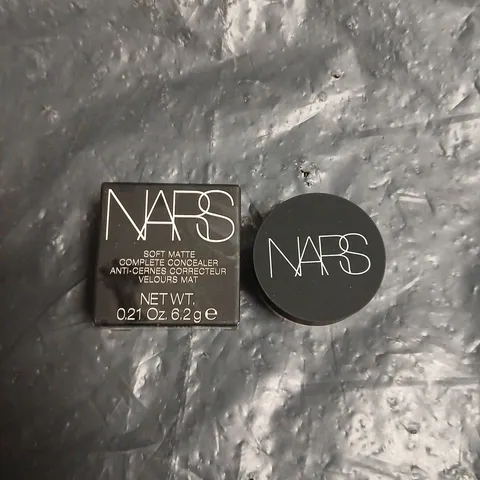 NARS
SOFT MATTE
COMPLETE CONCEALER
ANTI-CERNES CORRECTEUR
VELOURS MAT
NET WT.
0.21 Oz. 6.2 g ℮
NARS